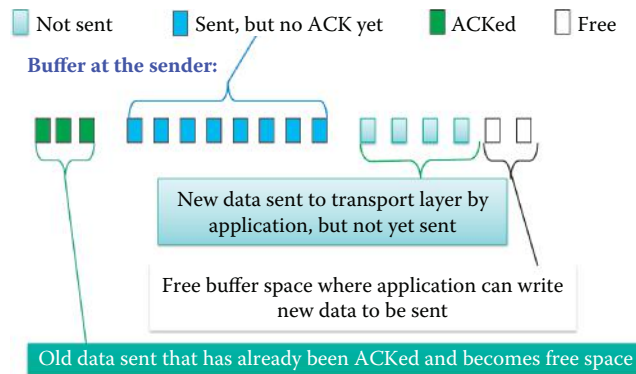 Not sent Sent, but no ACK yet ACKed Free
Buffer at the sender:
New data sent to transport layer by
application, but not yet sent
Free buffer space where application can write
new data to be sent
Old data sent that has already been ACKed and becomes free space